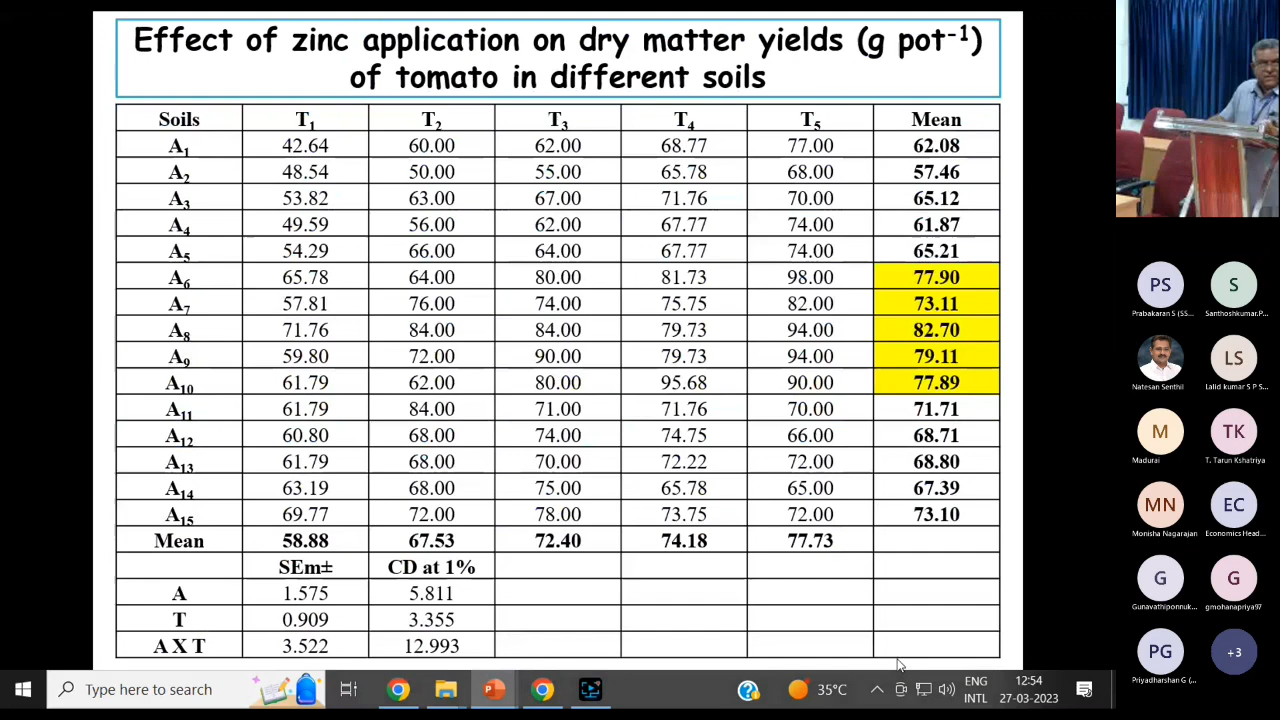 Effect of zinc application on dry matter yields (g pot⁻¹)
of tomato in different soils
Soils T₁ T₂ T₃ T₄ T₅ Mean
A₁ 42.64 60.00 62.00 68.77 77.00 62.08
A₂ 48.54 50.00 55.00 65.78 68.00 57.46
A₃ 53.82 63.00 67.00 71.76 70.00 65.12
A₄ 49.59 56.00 62.00 67.77 74.00 61.87
A₅ 54.29 66.00 64.00 67.77 74.00 65.21
A₆ 65.78 64.00 80.00 81.73 98.00 77.90
A₇ 57.81 76.00 74.00 75.75 82.00 73.11
A₈ 71.76 84.00 84.00 79.73 94.00 82.70
A₉ 59.80 72.00 90.00 79.73 94.00 79.11
A₁₀ 61.79 62.00 80.00 95.68 90.00 77.89
A₁₁ 61.79 84.00 71.00 71.76 70.00 71.71
A₁₂ 60.80 68.00 74.00 74.75 66.00 68.71
A₁₃ 61.79 68.00 70.00 72.22 72.00 68.80
A₁₄ 63.19 68.00 75.00 65.78 65.00 67.39
A₁₅ 69.77 72.00 78.00 73.75 72.00 73.10
Mean 58.88 67.53 72.40 74.18 77.73
SEm± CD at 1%
A 1.575 5.811
T 0.909 3.355
A X T 3.522 12.993
PS S
Prabakaran S (SS... Santhoshkumar.P...
LS
Natesan Senthil Lalid kumar S P S...
M TK
Madurai T. Tarun Kshatriya
MN EC
Monisha Nagarajan Economics Head...
G G
Gunavathiponnuk... gmohanapriya97
PG +3
Priyadharshan G (...
Type here to search
35°C
ENG
INTL
12:54
27-03-2023